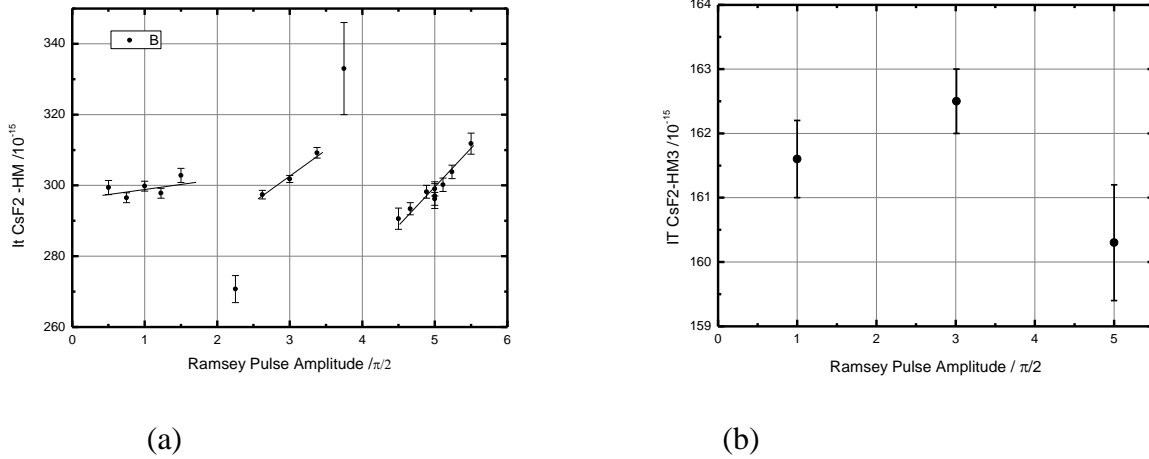 340
320
300
280
260
0 1 2 3 4 5 6
B
It CsF2 -HM /10⁻¹⁵
Ramsey Pulse Amplitude /π/2
(a)
164
163
162
161
160
159
0 1 2 3 4 5
IT CsF2-HM3 /10⁻¹⁵
Ramsey Pulse Amplitude / π/2
(b)